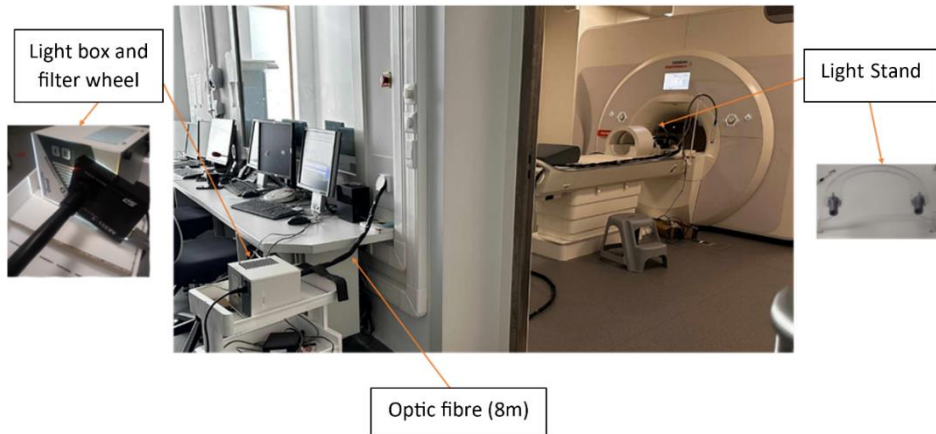 Light box and
filter wheel
Light Stand
Optic fibre (8m)